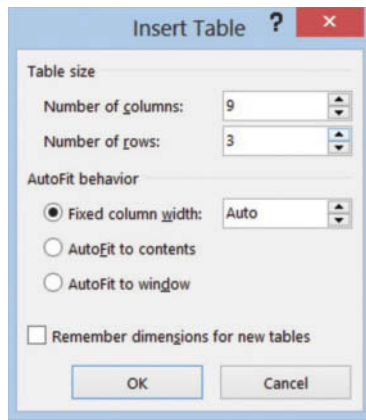 Insert Table ?
Table size
Number of columns: 9
Number of rows: 3
AutoFit behavior
Fixed column width: Auto
AutoFit to contents
AutoFit to window
Remember dimensions for new tables
OK Cancel